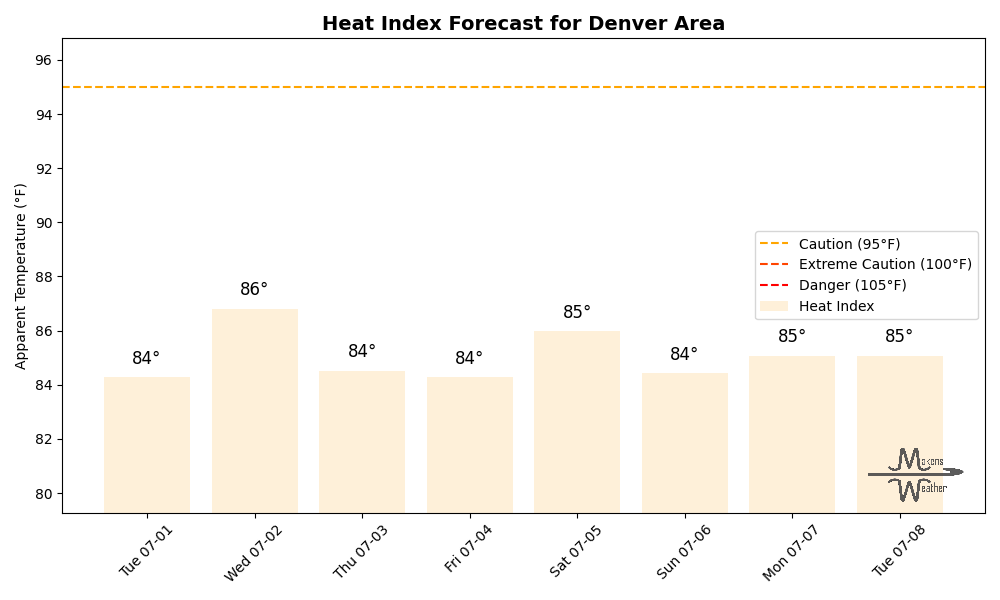 Heat Index Forecast for Denver Area
Apparent Temperature (°F)
96
94
92
90
88
86
84
82
80
Caution (95°F)
Extreme Caution (100°F)
Danger (105°F)
Heat Index
84°
86°
84°
84°
85°
84°
85°
85°
Makens
Weather
Tue 07-01
Wed 07-02
Thu 07-03
Fri 07-04
Sat 07-05
Sun 07-06
Mon 07-07
Tue 07-08